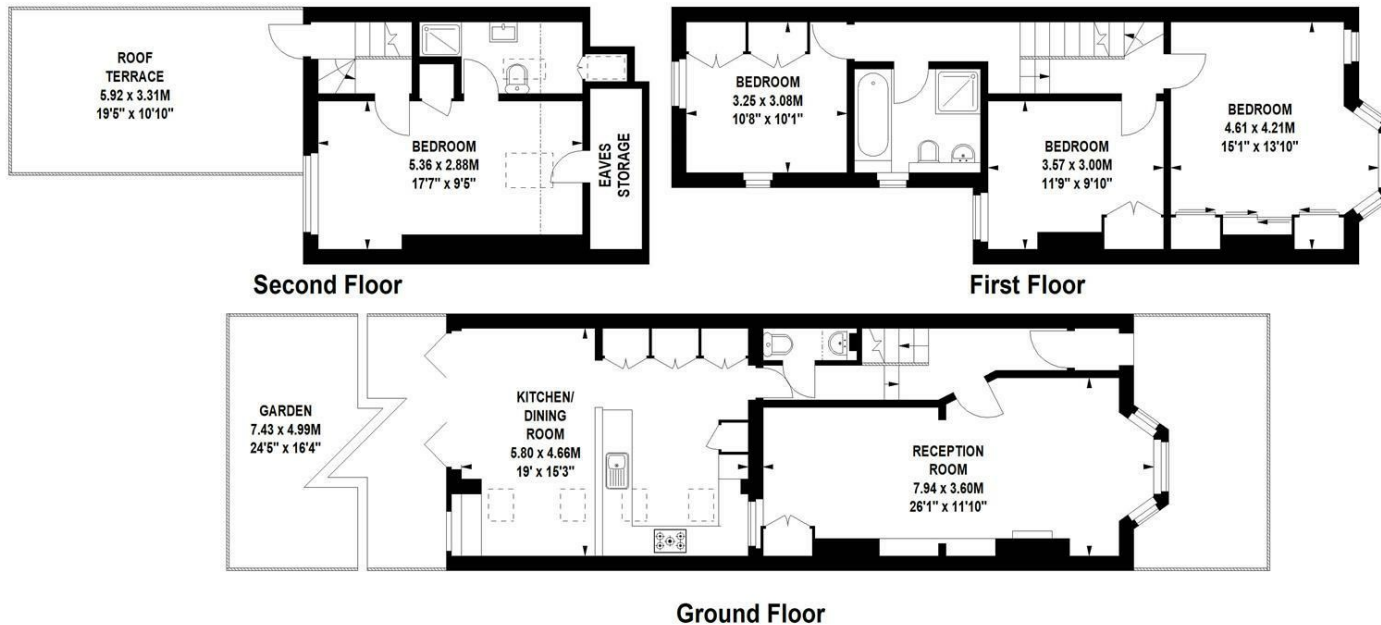 ROOF
TERRACE
5.92 x 3.31M
19'5" x 10'10"
BEDROOM
5.36 x 2.88M
17'7" x 9'5"
EAVES
STORAGE
Second Floor
BEDROOM
3.25 x 3.08M
10'8" x 10'1"
BEDROOM
3.57 x 3.00M
11'9" x 9'10"
BEDROOM
4.61 x 4.21M
15'1" x 13'10"
First Floor
GARDEN
7.43 x 4.99M
24'5" x 16'4"
KITCHEN/
DINING
ROOM
5.80 x 4.66M
19' x 15'3"
RECEPTION
ROOM
7.94 x 3.60M
26'1" x 11'10"
Ground Floor